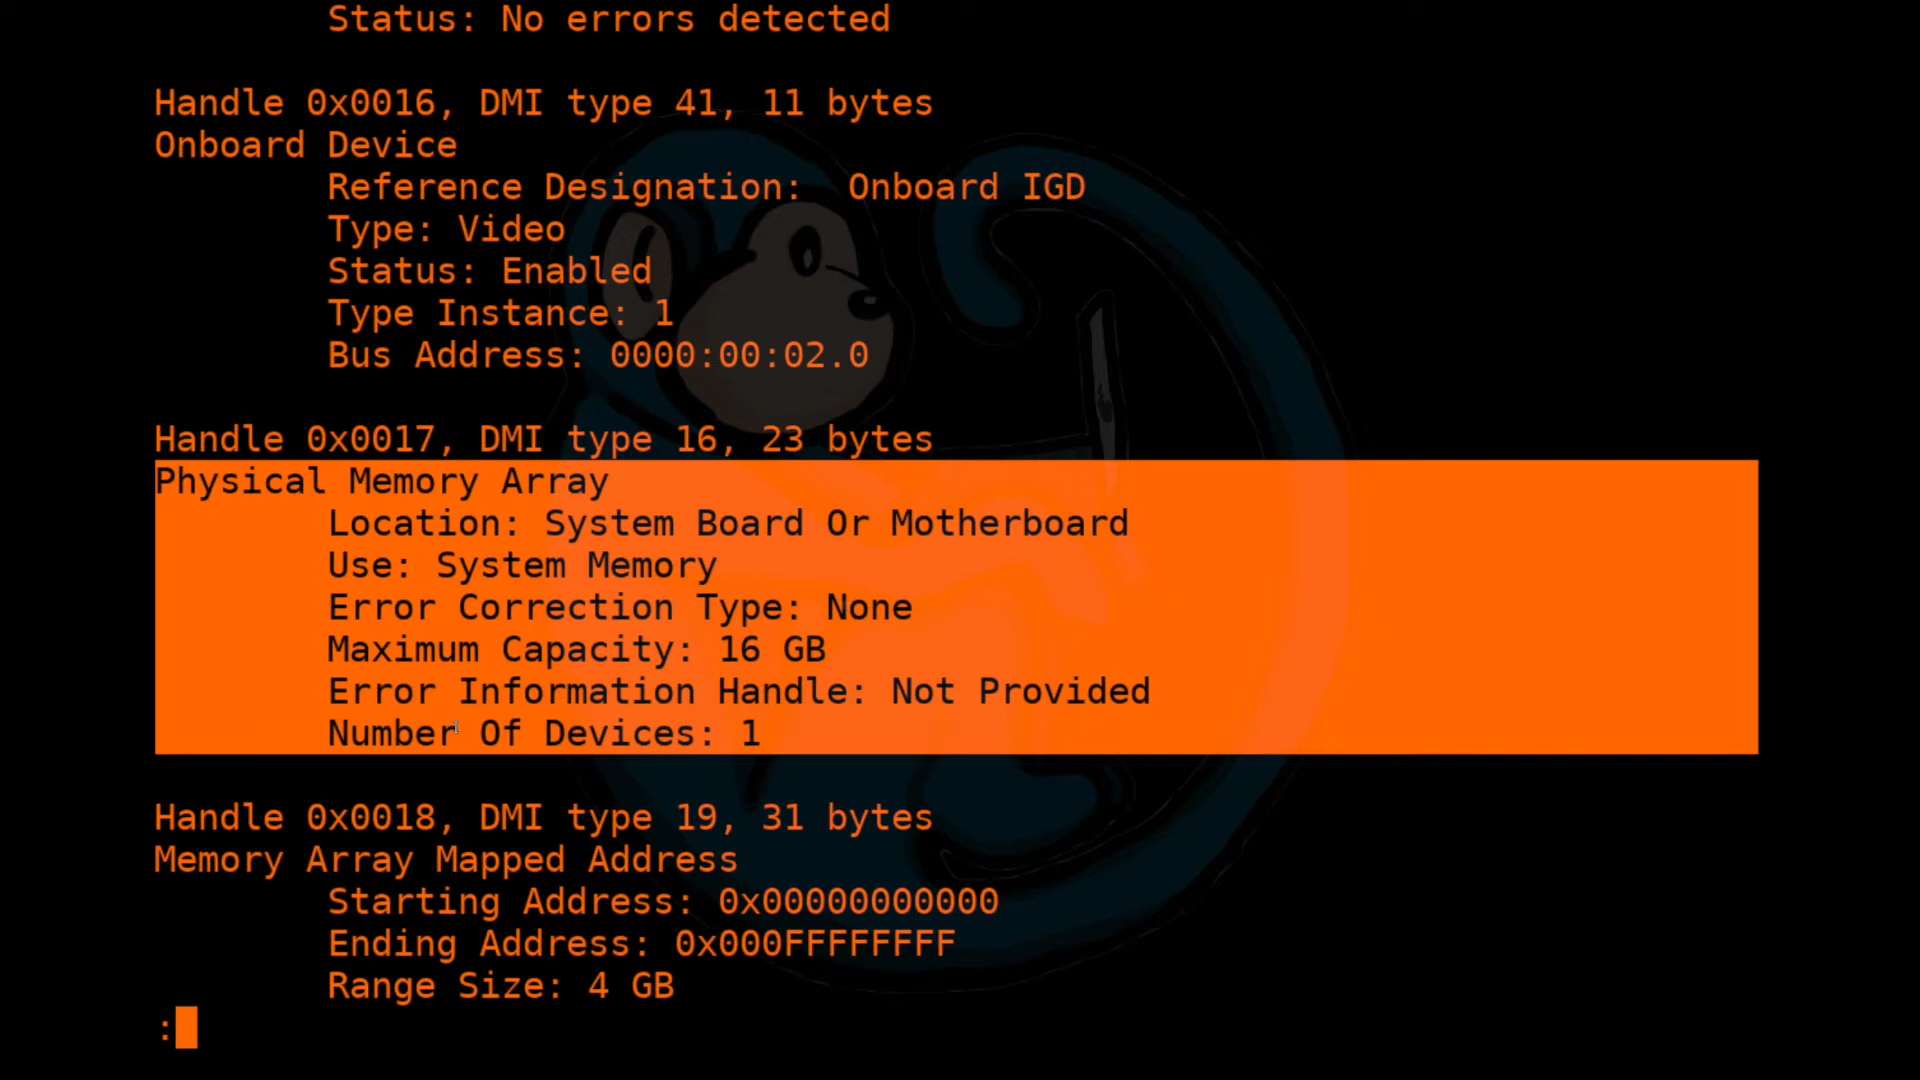 Status: No errors detected
Handle 0x0016, DMI type 41, 11 bytes
Onboard Device
Reference Designation:  Onboard IGD
Type: Video
Status: Enabled
Type Instance: 1
Bus Address: 0000:00:02.0
Handle 0x0017, DMI type 16, 23 bytes
Physical Memory Array
Location: System Board Or Motherboard
Use: System Memory
Error Correction Type: None
Maximum Capacity: 16 GB
Error Information Handle: Not Provided
Number Of Devices: 1
Handle 0x0018, DMI type 19, 31 bytes
Memory Array Mapped Address
Starting Address: 0x00000000000
Ending Address: 0x000FFFFFFFF
Range Size: 4 GB
: